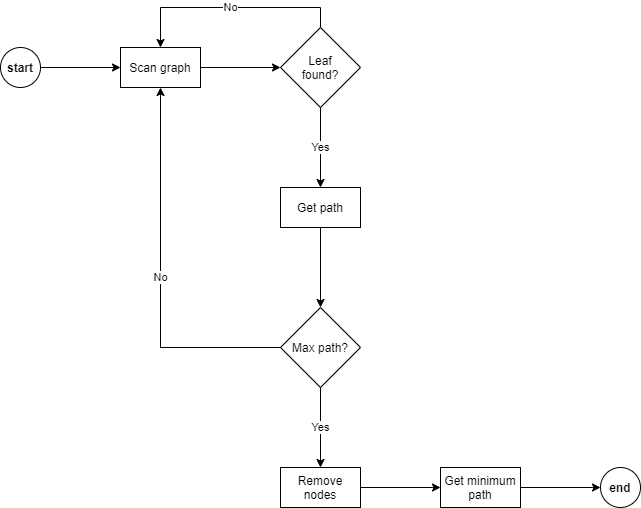 No
start
Scan graph
Leaf
found?
Yes
Get path
No
Max path?
Yes
Remove
nodes
Get minimum
path
end